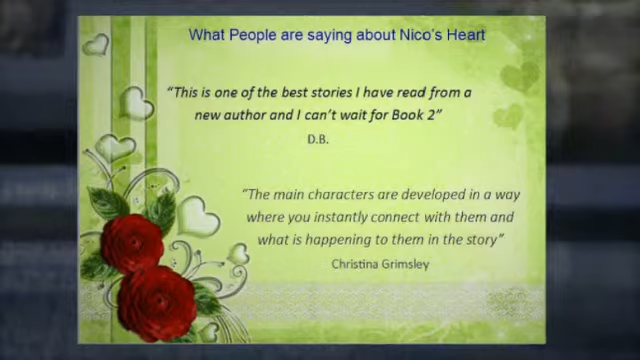 What People are saying about Nico's Heart
“This is one of the best stories I have read from a
new author and I can't wait for Book 2”
D.B.
“The main characters are developed in a way
where you instantly connect with them and
what is happening to them in the story”
Christina Grimsley